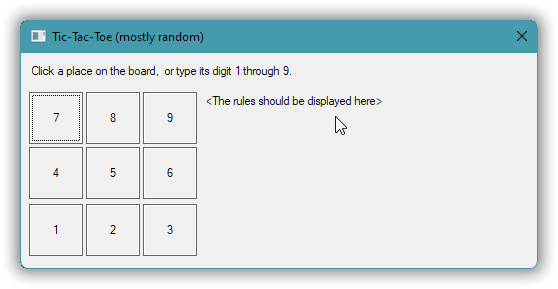 Tic-Tac-Toe (mostly random)
Click a place on the board, or type its digit 1 through 9.
<The rules should be displayed here>
7 8 9
4 5 6
1 2 3